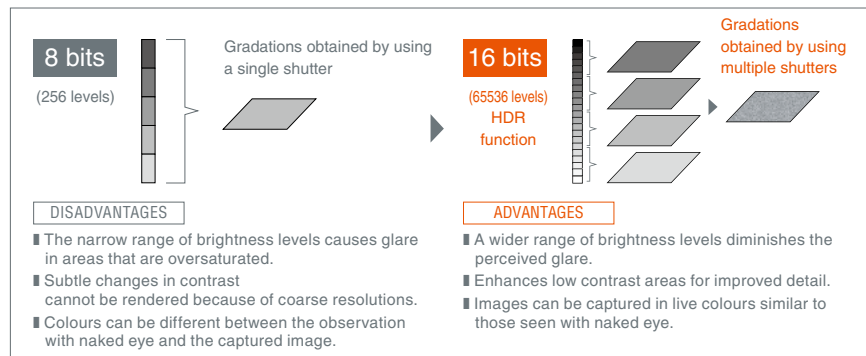 8 bits
(256 levels)
Gradations obtained by using
a single shutter
16 bits
(65536 levels)
HDR
function
Gradations
obtained by using
multiple shutters
DISADVANTAGES
The narrow range of brightness levels causes glare
in areas that are oversaturated.
Subtle changes in contrast
cannot be rendered because of coarse resolutions.
Colours can be different between the observation
with naked eye and the captured image.
ADVANTAGES
A wider range of brightness levels diminishes the
perceived glare.
Enhances low contrast areas for improved detail.
Images can be captured in live colours similar to
those seen with naked eye.